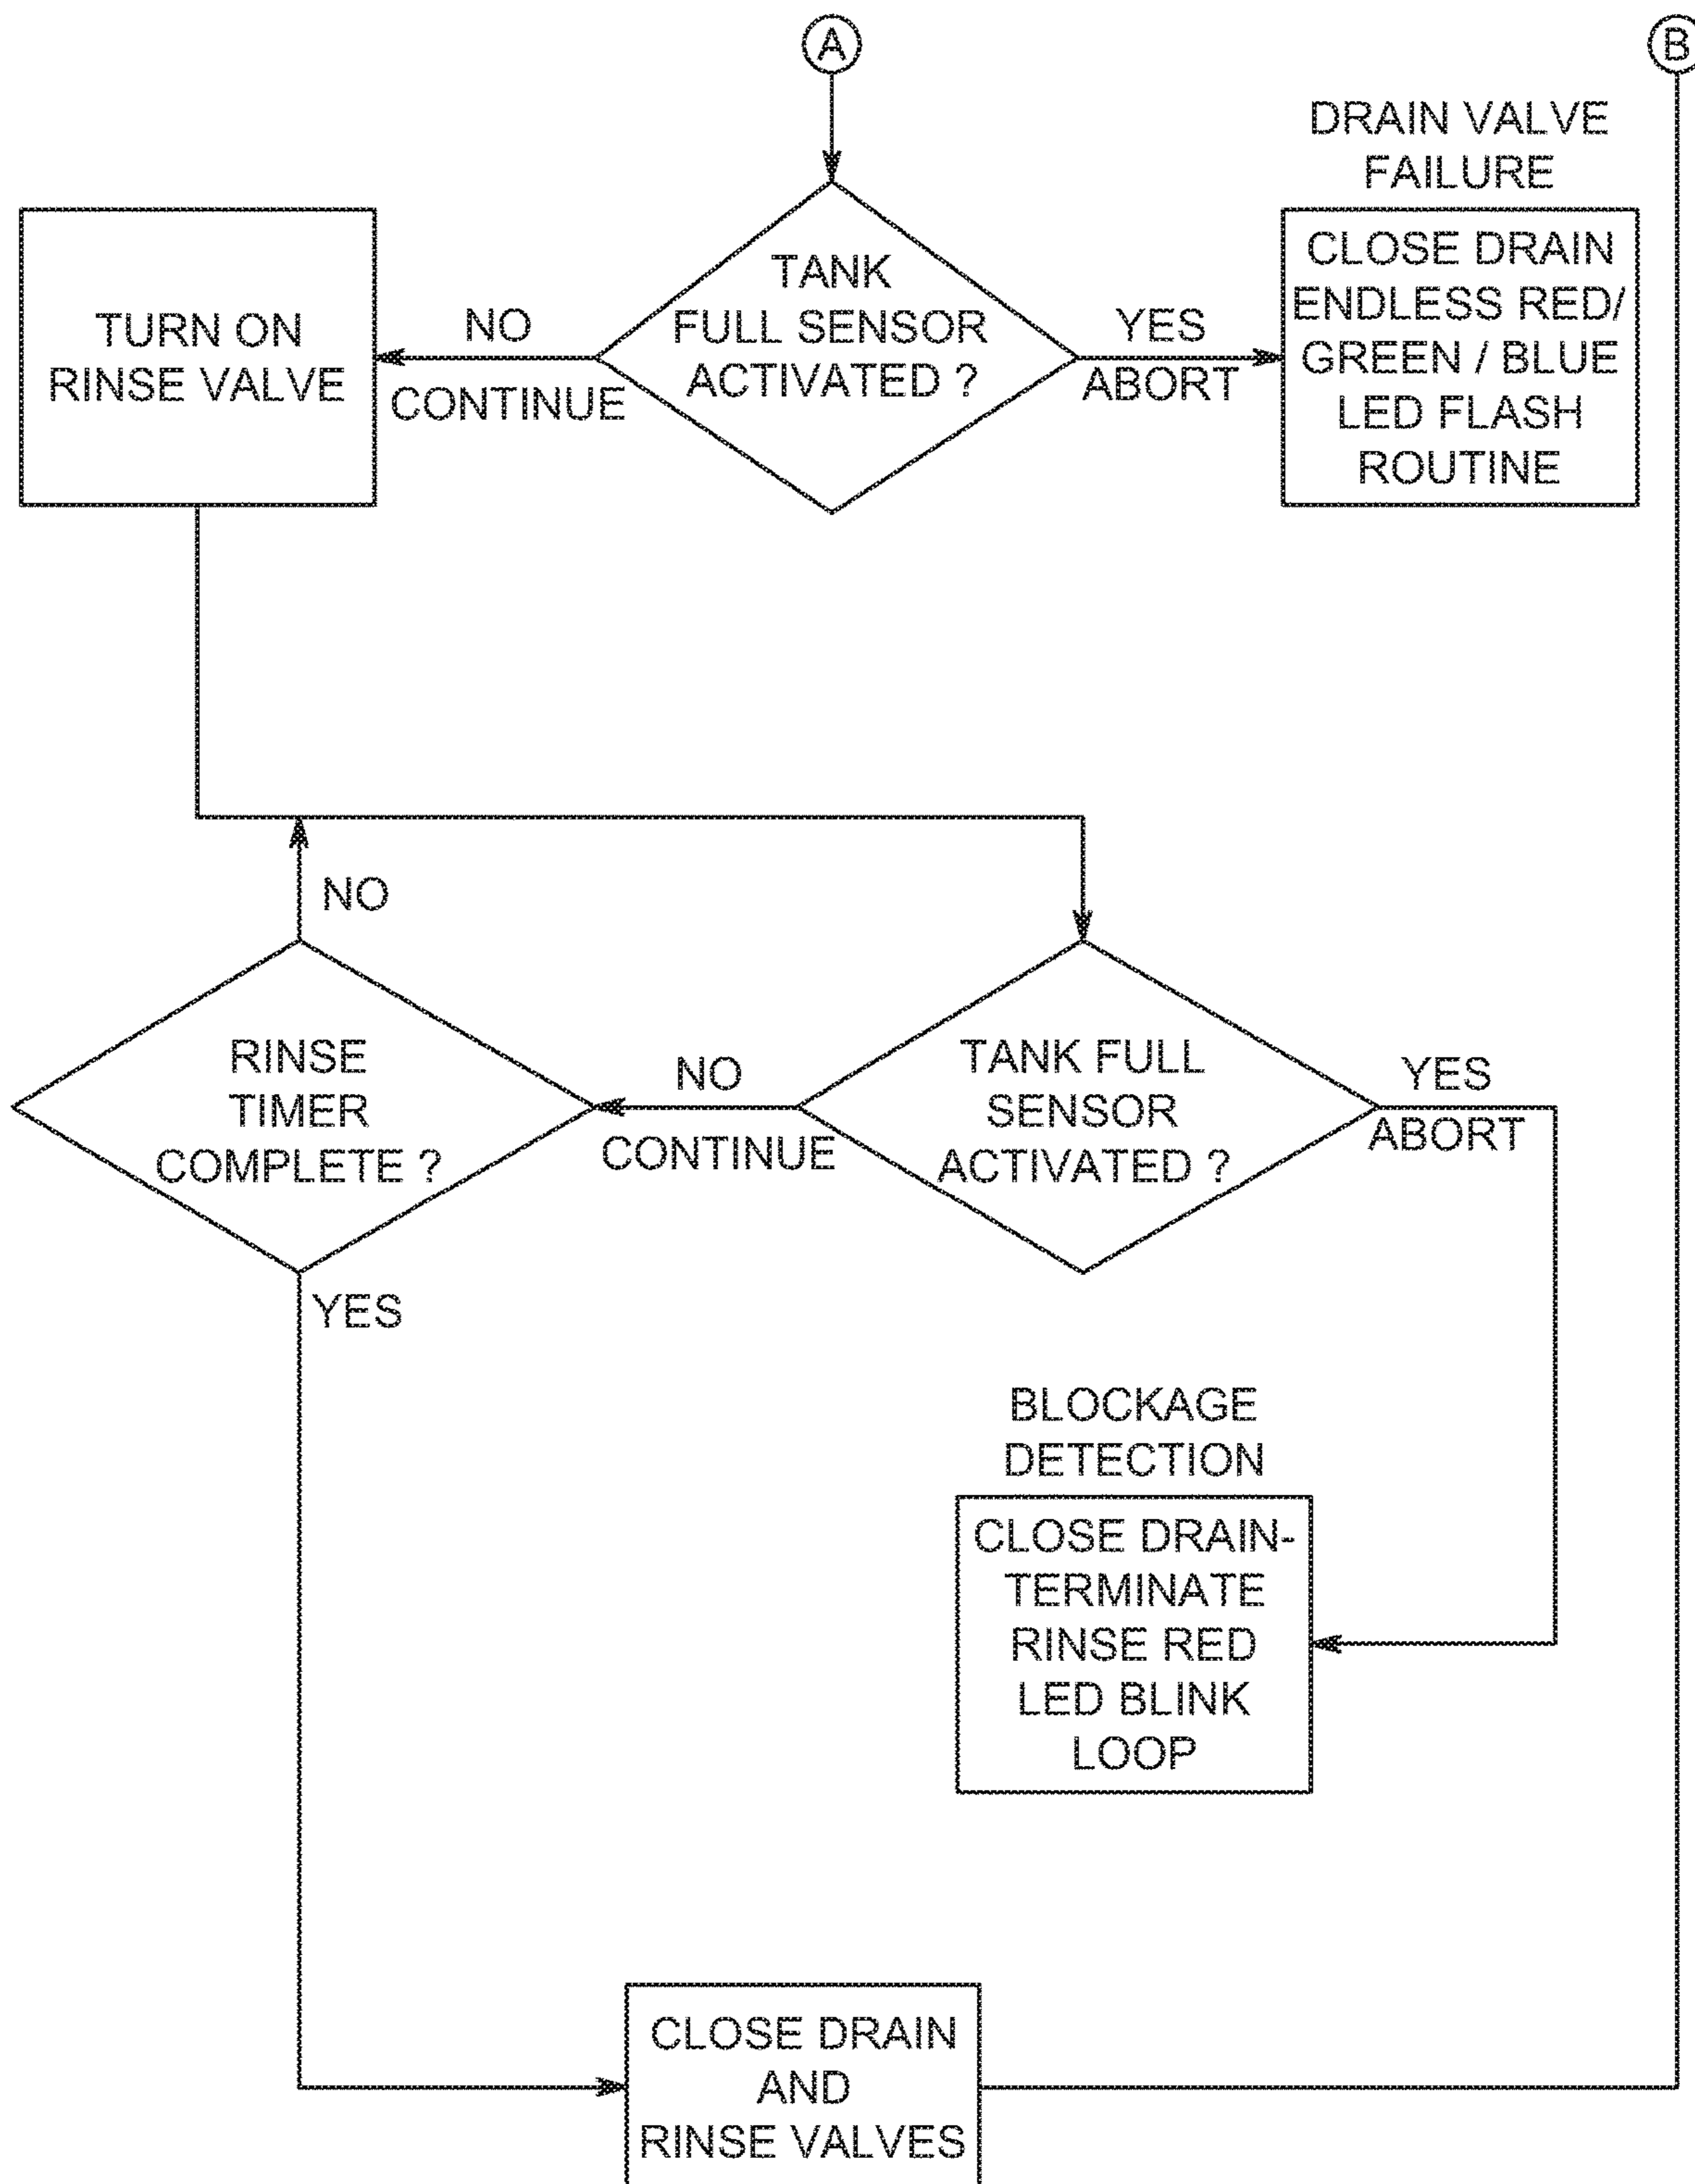 A
B
DRAIN VALVE
FAILURE
TURN ON
RINSE VALVE
NO
CONTINUE
TANK
FULL SENSOR
ACTIVATED ?
YES
ABORT
CLOSE DRAIN
ENDLESS RED/
GREEN / BLUE
LED FLASH
ROUTINE
NO
RINSE
TIMER
COMPLETE ?
NO
CONTINUE
TANK FULL
SENSOR
ACTIVATED ?
YES
ABORT
YES
BLOCKAGE
DETECTION
CLOSE DRAIN-
TERMINATE
RINSE RED
LED BLINK
LOOP
CLOSE DRAIN
AND
RINSE VALVES